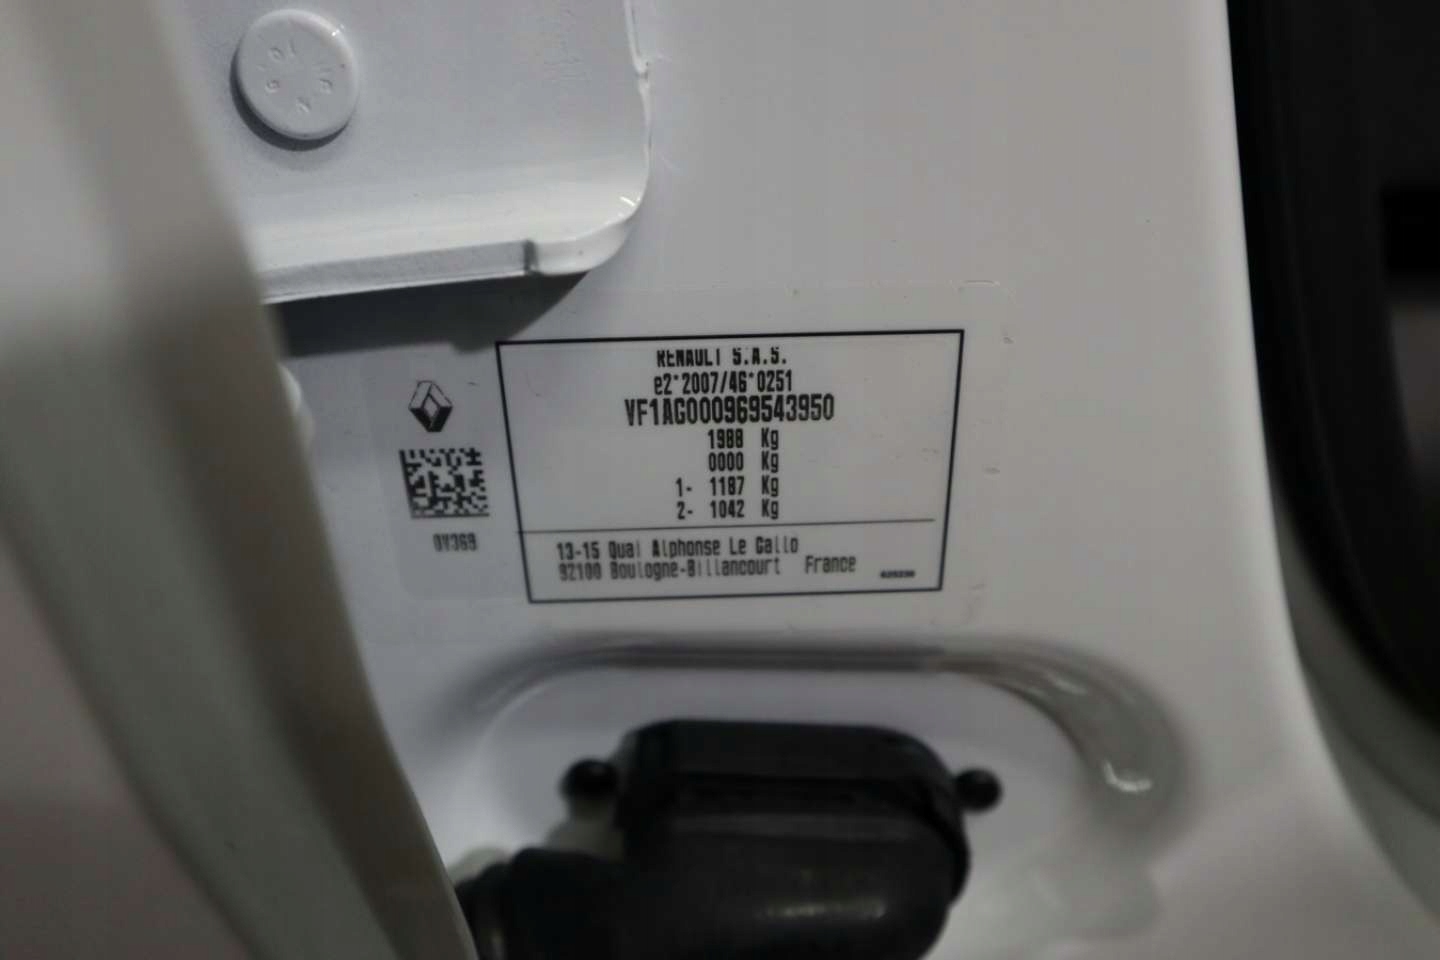 RENAULT S.A.S.
e2*2007/46*0251
VF1AG000969543950
1988 Kg
0000 Kg
1- 1187 Kg
2- 1042 Kg
0V369
13-15 Quai Alphonse Le Gallo
92100 Boulogne-Billancourt France